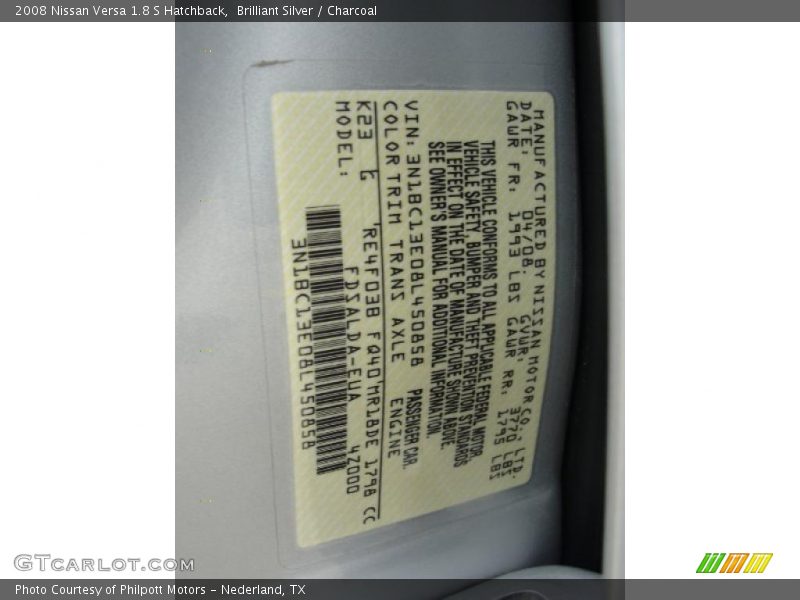 2008 Nissan Versa 1.8 S Hatchback,  Brilliant Silver / Charcoal
MANUFACTURED BY NISSAN MOTOR CO., LTD.
DATE: 04/08. GVWR: 3770 LBS
GAWR FR: 1993 LBS GAWR RR: 1795 LBS
THIS VEHICLE CONFORMS TO ALL APPLICABLE FEDERAL MOTOR
VEHICLE SAFETY, BUMPER AND THEFT PREVENTION STANDARDS
IN EFFECT ON THE DATE OF MANUFACTURE SHOWN ABOVE.
SEE OWNER'S MANUAL FOR ADDITIONAL INFORMATION.
VIN: 3N1BC13E08L450858 PASSENGER CAR.
COLOR TRIM TRANS AXLE ENGINE
K23 G RE4F03B FQ40 MR18DE 1798 CC
MODEL: FDSALDA-EUA 4Z000
3N1BC13E08L450858
GTcarlot.com
Photo Courtesy of Philpott Motors - Nederland, TX